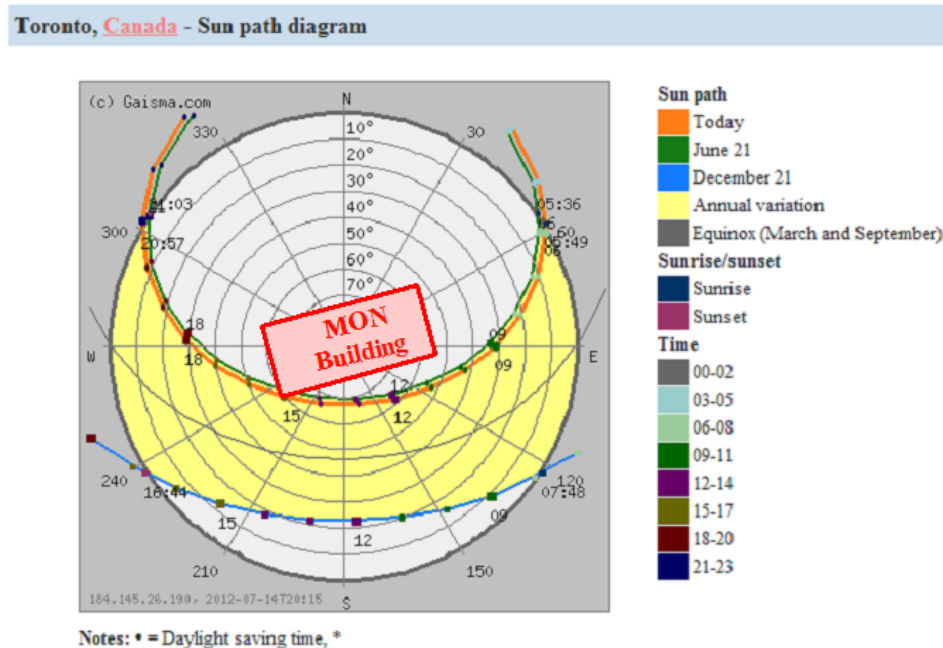 Toronto, Canada - Sun path diagram
(c) Gaisma.com
N
330
30
10°
20°
30°
40°
50°
60°
70°
21:03
20:57
300
05:36
06
60
05:49
06
MON
Building
18
18
09
09
W
E
12
12
15
240
16:44
120
07:48
15
12
09
210
150
S
184.145.26.190, 2012-07-14T20:15
Sun path
Today
June 21
December 21
Annual variation
Equinox (March and September)
Sunrise/sunset
Sunrise
Sunset
Time
00-02
03-05
06-08
09-11
12-14
15-17
18-20
21-23
Notes: • = Daylight saving time, *